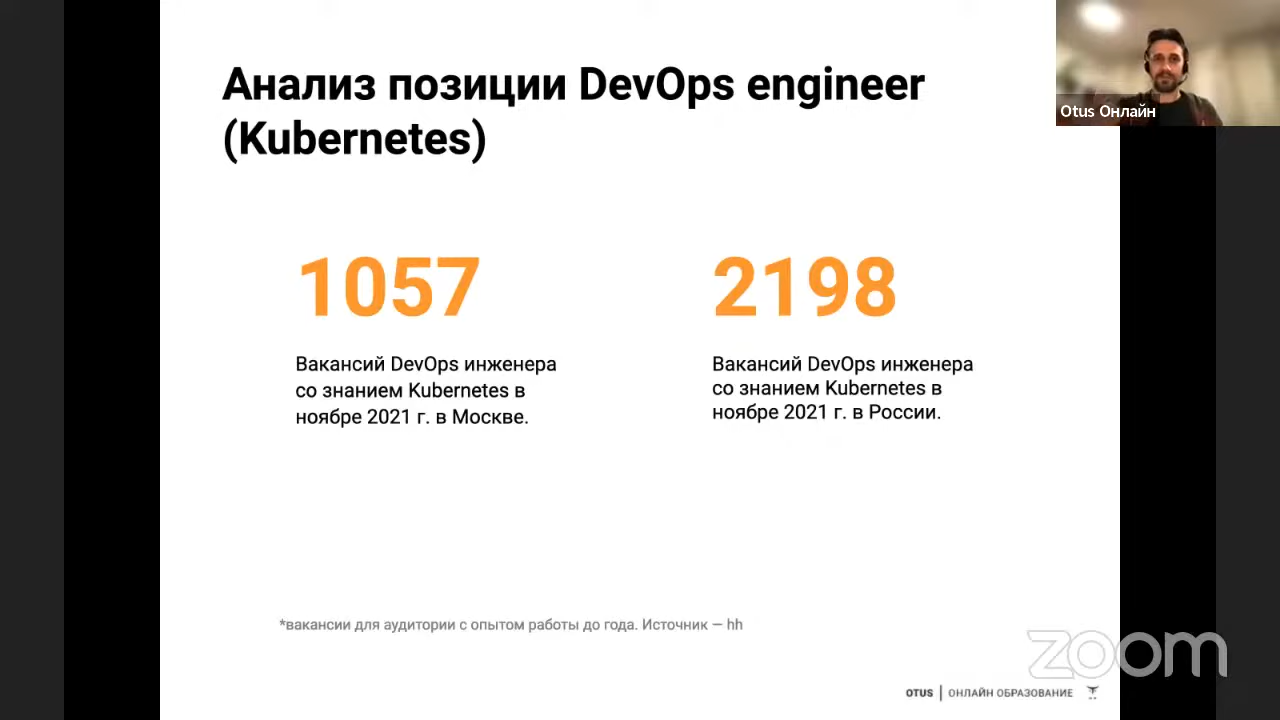 Анализ позиции DevOps engineer
(Kubernetes)
Otus Онлайн
1057
Вакансий DevOps инженера
со знанием Kubernetes в
ноябре 2021 г. в Москве.
2198
Вакансий DevOps инженера
со знанием Kubernetes в
ноябре 2021 г. в России.
*вакансии для аудитории с опытом работы до года. Источник — hh
zoom
OTUS | ОНЛАЙН ОБРАЗОВАНИЕ